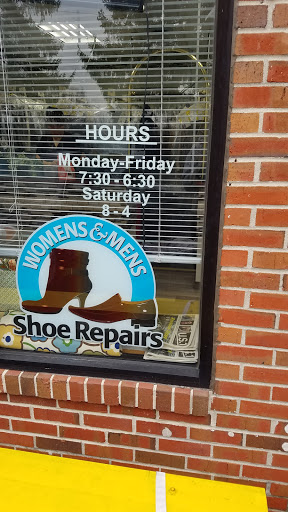 HOURS
Monday-Friday
7:30 - 6:30
Saturday
8 - 4
WOMENS & MENS
Shoe Repairs